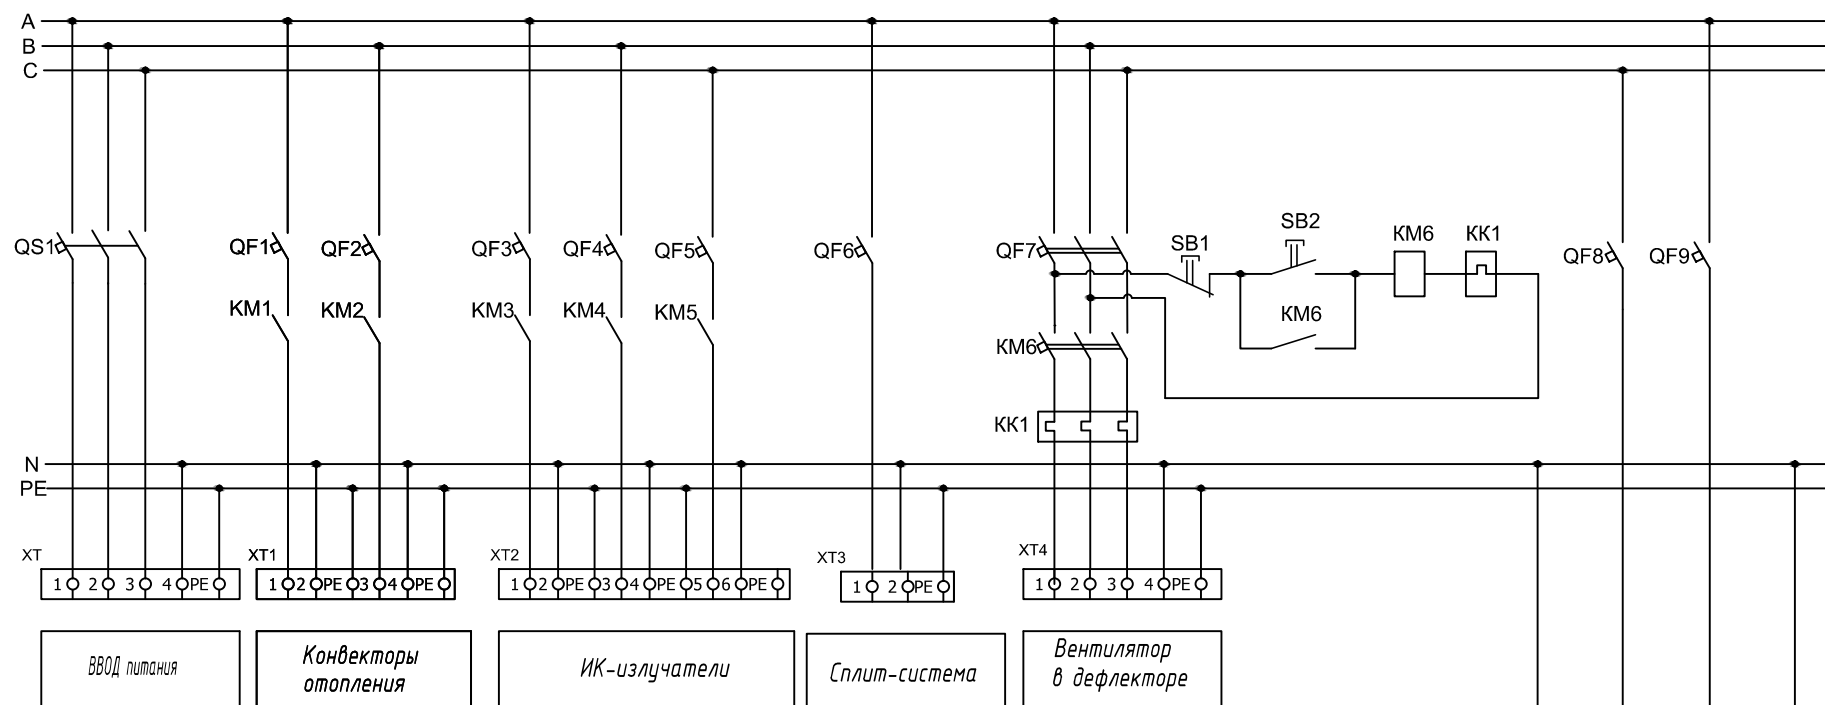 A
B
C
QS1
QF1
QF2
QF3
QF4
QF5
QF6
QF7
SB1
SB2
KM6
KK1
QF8
QF9
KM1
KM2
KM3
KM4
KM5
KM6
KM6
KK1
N
PE
XT
XT1
XT2
XT3
XT4
1 2 3 4 PE
1 2 PE 3 4 PE
1 2 PE 3 4 PE 5 6 PE
1 2 PE
1 2 3 4 PE
ВВОД питания
Конвекторы
отопления
ИК-излучатели
Сплит-система
Вентилятор
в дефлекторе